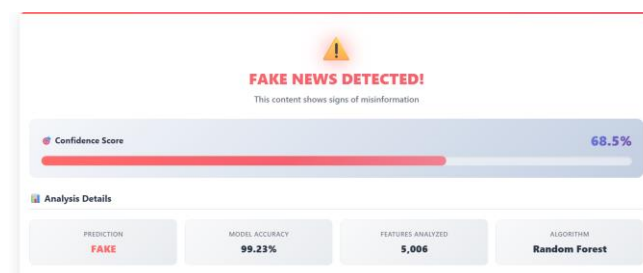 FAKE NEWS DETECTED!
This content shows signs of misinformation
Confidence Score
68.5%
Analysis Details
PREDICTION
FAKE
MODEL ACCURACY
99.23%
FEATURES ANALYZED
5,006
ALGORITHM
Random Forest